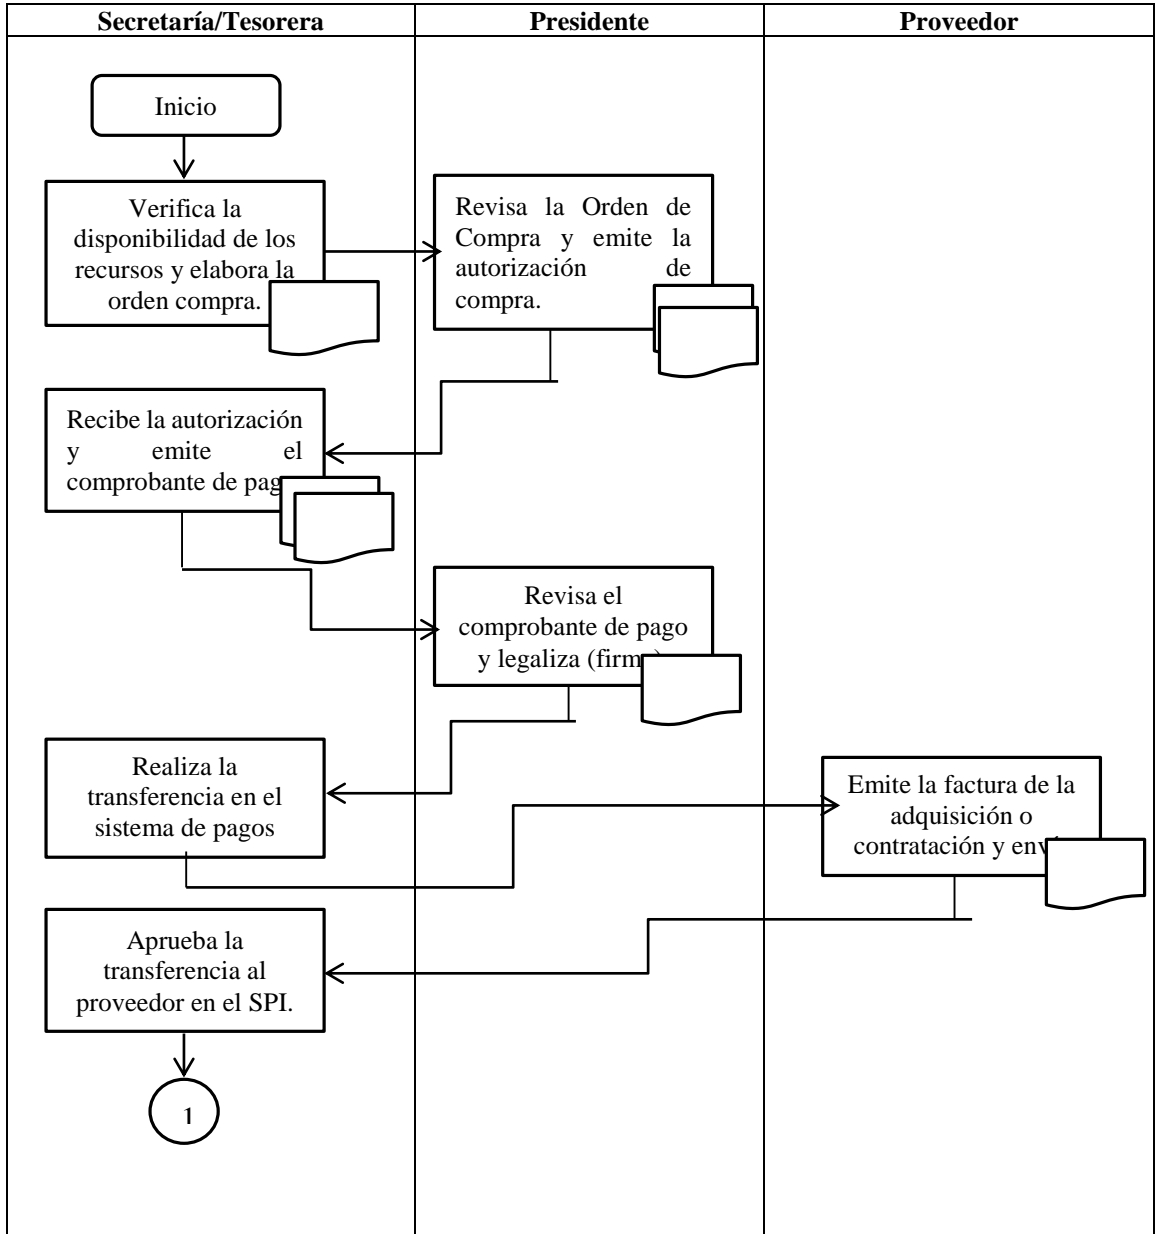 Secretaría/Tesorera
Presidente
Proveedor
Inicio
Verifica la
disponibilidad de los
recursos y elabora la
orden compra.
Revisa la Orden de
Compra y emite la
autorización de
compra.
Recibe la autorización
y emite el
comprobante de pag
Revisa el
comprobante de pago
y legaliza (firm
Realiza la
transferencia en el
sistema de pagos
Emite la factura de la
adquisición o
contratación y env
Aprueba la
transferencia al
proveedor en el SPI.
1